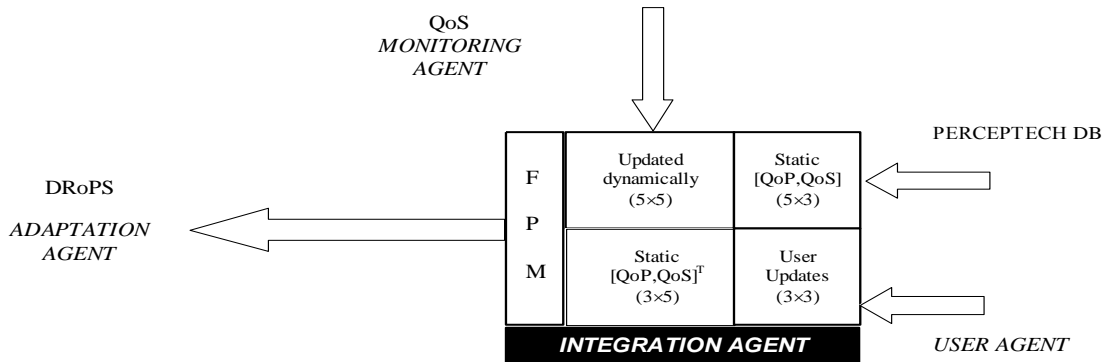 QoS
MONITORING
AGENT
PERCEPTECH DB
DRoPS
ADAPTATION
AGENT
F
P
M
Updated
dynamically
(5×5)
Static
[QoP,QoS]
(5×3)
Static
[QoP,QoS]ᵀ
(3×5)
User
Updates
(3×3)
INTEGRATION AGENT
USER AGENT